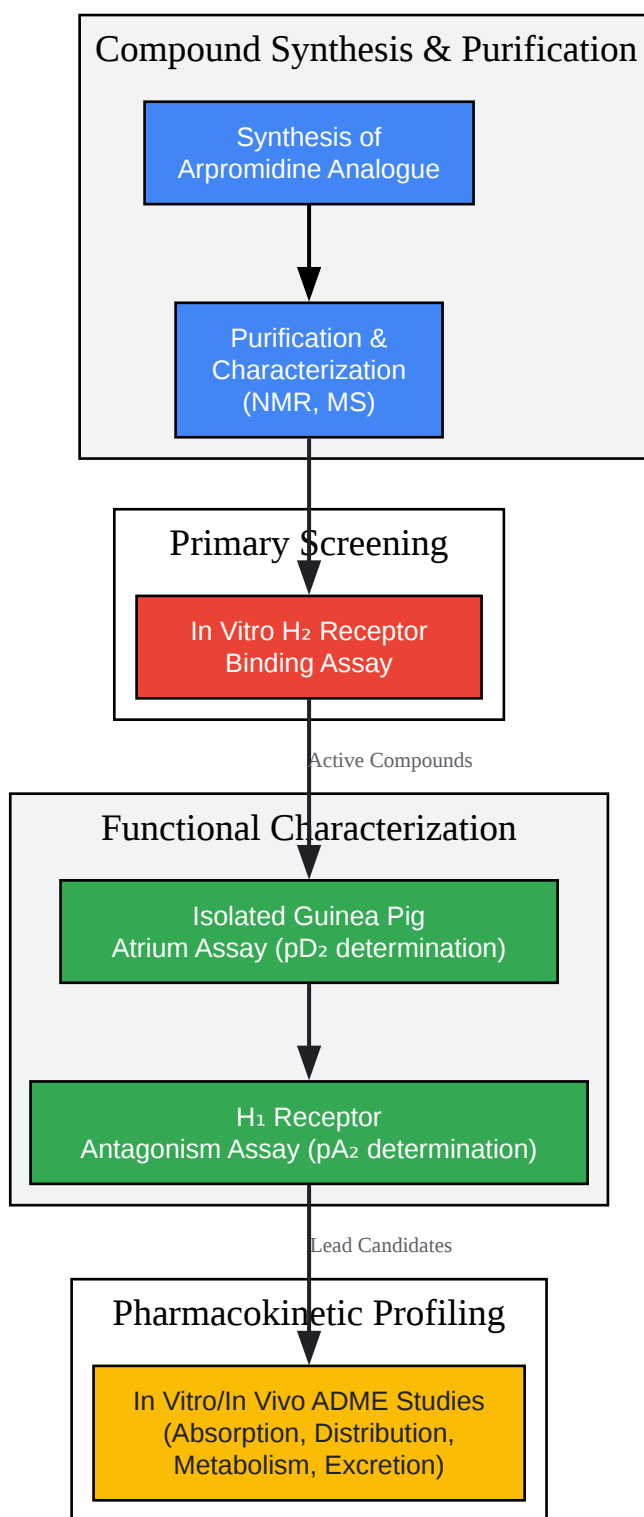 Compound Synthesis & Purification
Synthesis of
Arpromidine Analogue
Purification &
Characterization
(NMR, MS)
Primary Screening
In Vitro H₂ Receptor
Binding Assay
Active Compounds
Functional Characterization
Isolated Guinea Pig
Atrium Assay (pD₂ determination)
H₁ Receptor
Antagonism Assay (pA₂ determination)
Lead Candidates
Pharmacokinetic Profiling
In Vitro/In Vivo ADME Studies
(Absorption, Distribution,
Metabolism, Excretion)